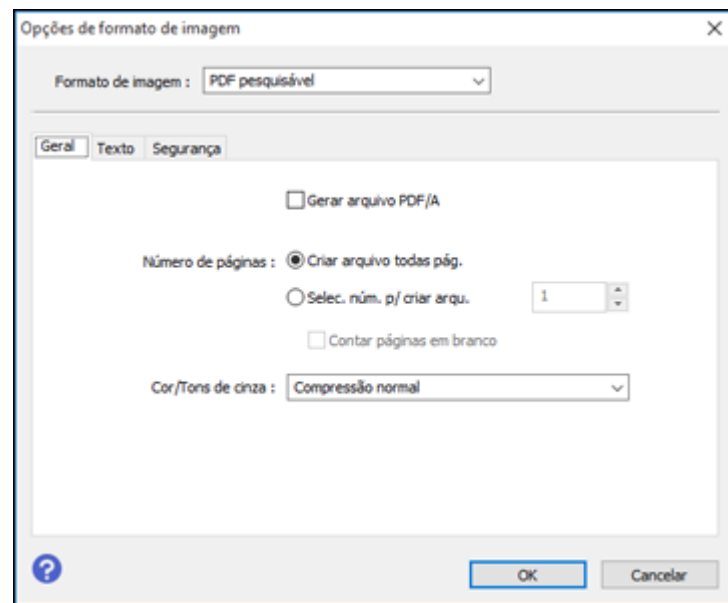 Opções de formato de imagem
Formato de imagem : PDF pesquisável
Geral Texto Segurança
Gerar arquivo PDF/A
Número de páginas : Criar arquivo todas pág.
Selec. núm. p/ criar arqu. 1
Contar páginas em branco
Cor/Tons de cinza : Compressão normal
? OK Cancelar